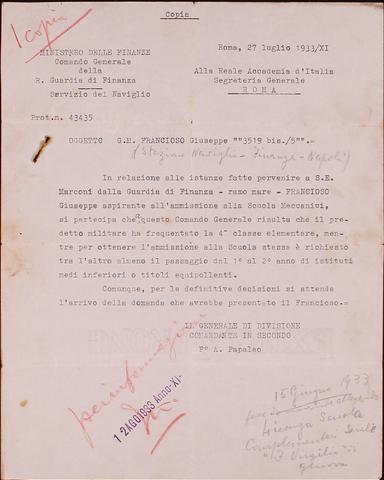 Copia
1 copia
MINISTERO DELLE FINANZE
Comando Generale
della
R. Guardia di Finanza
Servizio del Naviglio
Roma, 27 luglio 1933/XI
Alla Reale Accademia d'Italia
Segreteria Generale
R O M A
Prot.n. 43435
OGGETTO G.M. FRANCIOSO Giuseppe ""3519 bis./5"".=
(Stazione Naviglio-Finanza-Napoli)
In relazione alle istanze fatte pervenire a S.E.
Marconi dalla Guardia di Finanza - ramo mare - FRANCIOSO
Giuseppe aspirante all'ammissione alla Scuola Meccanici,
si partecipa che questo Comando Generale risulta che il pre-
detto militare ha frequentato la 4^ classe elementare, men-
tre per ottenere l'ammissione alla Scuola stessa è richiesto
tra l'altro almeno il passaggio dal 1° al 2° anno di istituti
medi inferiori o titoli equipollenti.
Comunque, per le definitive decisioni si attende
l'arrivo della domanda che avrebbe presentato il Francioso.=
IL GENERALE DI DIVISIONE
COMANDANTE IN SECONDO
F° A. Papaleo
per informazioni
12 AGO 1933 Anno-XI-
15 Giugno 1933
Licenza Scuola
Complementare
Genova